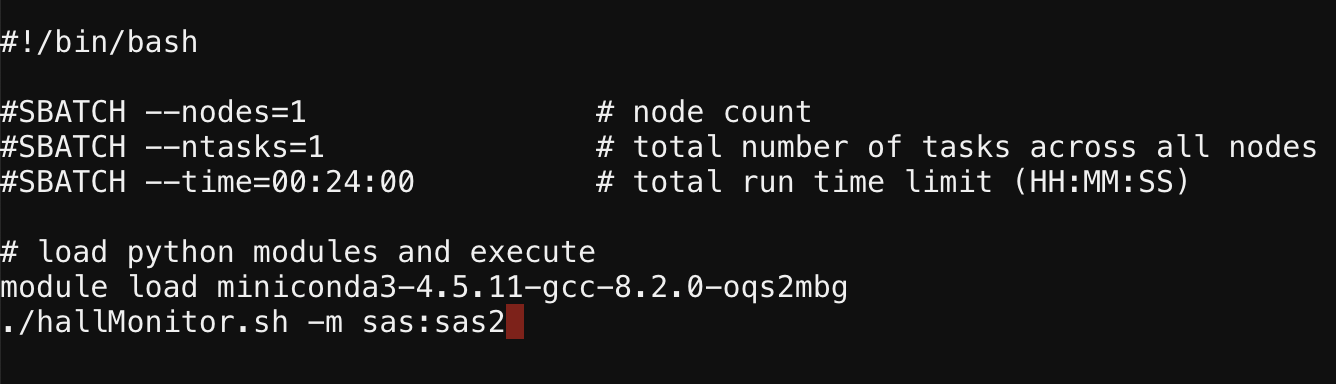 #!/bin/bash
#SBATCH --nodes=1                # node count
#SBATCH --ntasks=1               # total number of tasks across all nodes
#SBATCH --time=00:24:00          # total run time limit (HH:MM:SS)
# load python modules and execute
module load miniconda3-4.5.11-gcc-8.2.0-oqs2mbg
./hallMonitor.sh -m sas:sas2